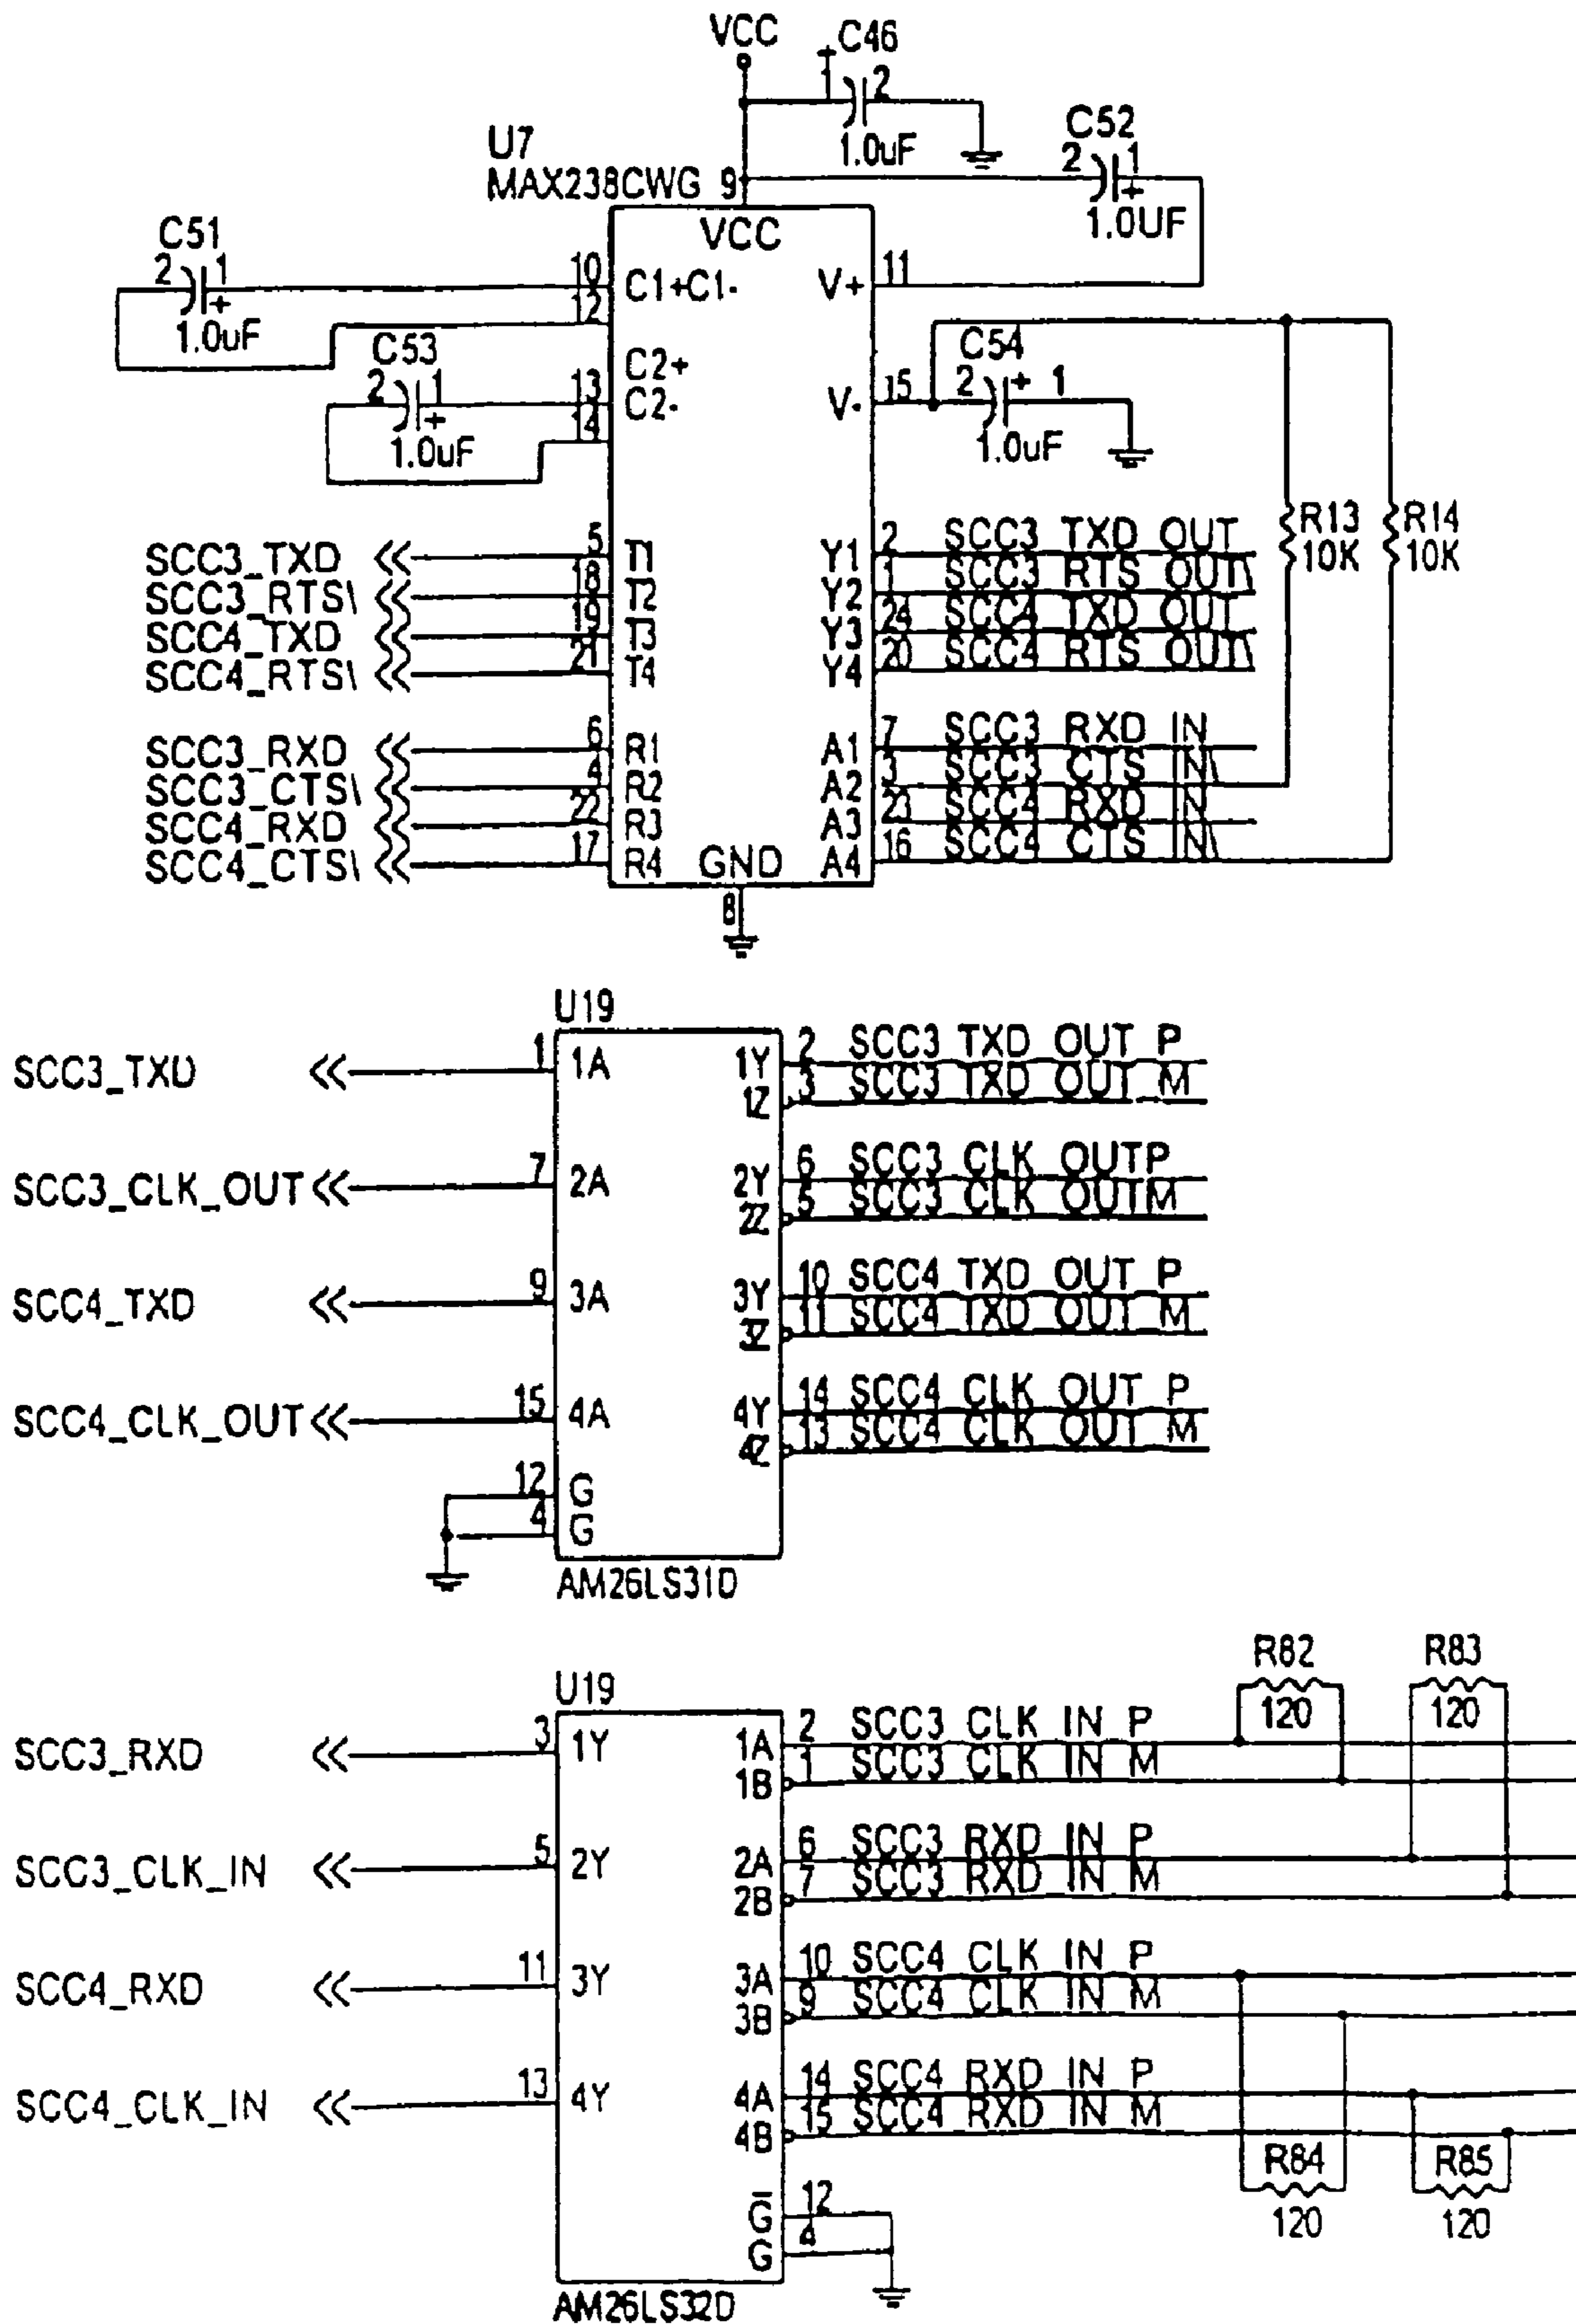 VCC
C46
1 2
1.0uF
C52
2 1
1.0UF
U7
MAX238CWG 9
VCC
C51
2 1
1.0uF
10 C1+C1-
12
V+ 11
C53
2 1
1.0uF
C2+
13 C2-
14
V- 15
C54
2 1
1.0uF
R13
10K
R14
10K
SCC3_TXD 5 T1 Y1 2 SCC3 TXD OUT
SCC3_RTS\ 18 T2 Y2 1 SCC3 RTS OUT\
SCC4_TXD 19 T3 Y3 24 SCC4 TXD OUT
SCC4_RTS\ 21 T4 Y4 20 SCC4 RTS OUT\
SCC3_RXD 6 R1 A1 7 SCC3 RXD IN
SCC3_CTS\ 4 R2 A2 3 SCC3 CTS IN\
SCC4_RXD 22 R3 A3 23 SCC4 RXD IN
SCC4_CTS\ 17 R4 GND A4 16 SCC4 CTS IN\
8
U19
SCC3_TXD 1 1A 1Y 2 SCC3 TXD OUT P
1Z 3 SCC3 TXD OUT M
SCC3_CLK_OUT 7 2A 2Y 6 SCC3 CLK OUTP
2Z 5 SCC3 CLK OUTM
SCC4_TXD 9 3A 3Y 10 SCC4 TXD OUT P
3Z 11 SCC4 TXD OUT M
SCC4_CLK_OUT 15 4A 4Y 14 SCC4 CLK OUT P
4Z 13 SCC4 CLK OUT M
12 G
4 G
AM26LS31D
R82
120
R83
120
U19
SCC3_RXD 3 1Y 1A 2 SCC3 CLK IN P
1B 1 SCC3 CLK IN M
SCC3_CLK_IN 5 2Y 2A 6 SCC3 RXD IN P
2B 7 SCC3 RXD IN M
SCC4_RXD 11 3Y 3A 10 SCC4 CLK IN P
3B 9 SCC4 CLK IN M
SCC4_CLK_IN 13 4Y 4A 14 SCC4 RXD IN P
4B 15 SCC4 RXD IN M
R84
120
R85
120
G̅ 12
G 4
AM26LS32D